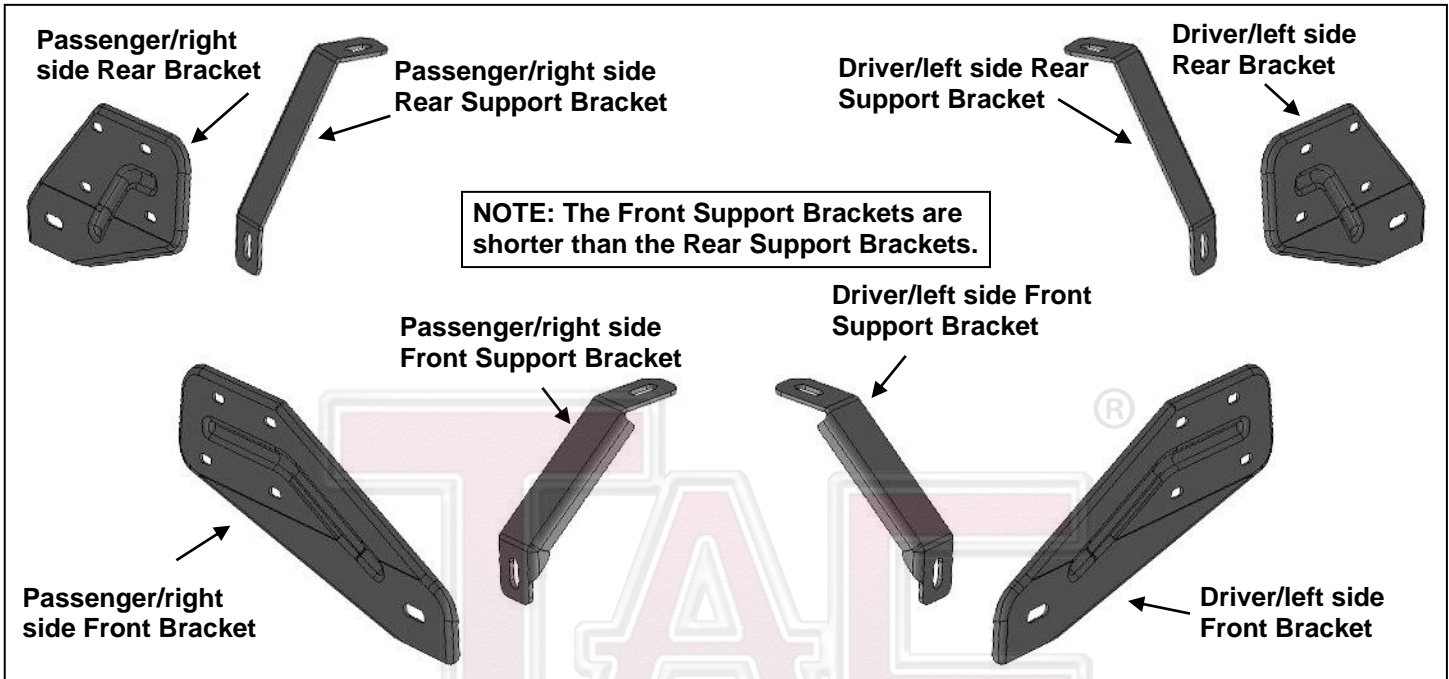 Passenger/right
side Rear Bracket
Passenger/right side
Rear Support Bracket
Driver/left side Rear
Support Bracket
Driver/left side
Rear Bracket
NOTE: The Front Support Brackets are
shorter than the Rear Support Brackets.
Passenger/right side
Front Support Bracket
Driver/left side Front
Support Bracket
Passenger/right
side Front Bracket
Driver/left side
Front Bracket
TAC
®